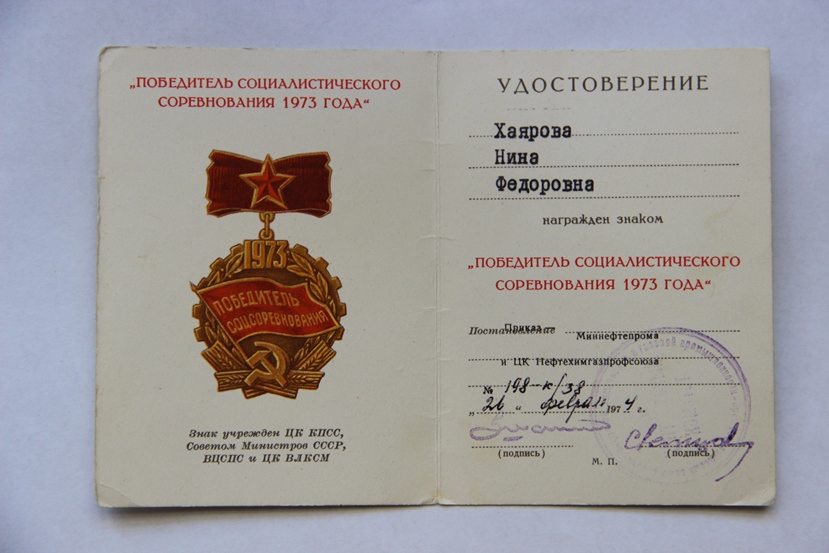 „ПОБЕДИТЕЛЬ СОЦИАЛИСТИЧЕСКОГО
СОРЕВНОВАНИЯ 1973 ГОДА“
1973
ПОБЕДИТЕЛЬ
СОЦСОРЕВНОВАНИЯ
Знак учрежден ЦК КПСС,
Советом Министров СССР,
ВЦСПС и ЦК ВЛКСМ
УДОСТОВЕРЕНИЕ
Хаярова
Нина
Федоровна
награжден знаком
„ПОБЕДИТЕЛЬ СОЦИАЛИСТИЧЕСКОГО
СОРЕВНОВАНИЯ 1973 ГОДА“
Постановление Приказ — Миннефтепрома
и ЦК Нефтехимгазпрофсоюза
№ 198-к/38
„26 “ февраля 1974 г.
(подпись) М. П. (подпись)